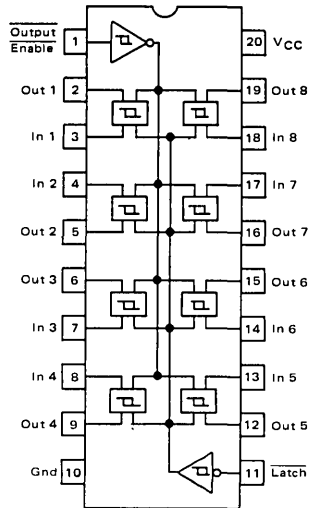 Output
Enable
1
20
VCC
Out 1
2
19
Out 8
In 1
3
18
In 8
In 2
4
17
In 7
Out 2
5
16
Out 7
Out 3
6
15
Out 6
In 3
7
14
In 6
In 4
8
13
In 5
Out 4
9
12
Out 5
Gnd
10
11
Latch